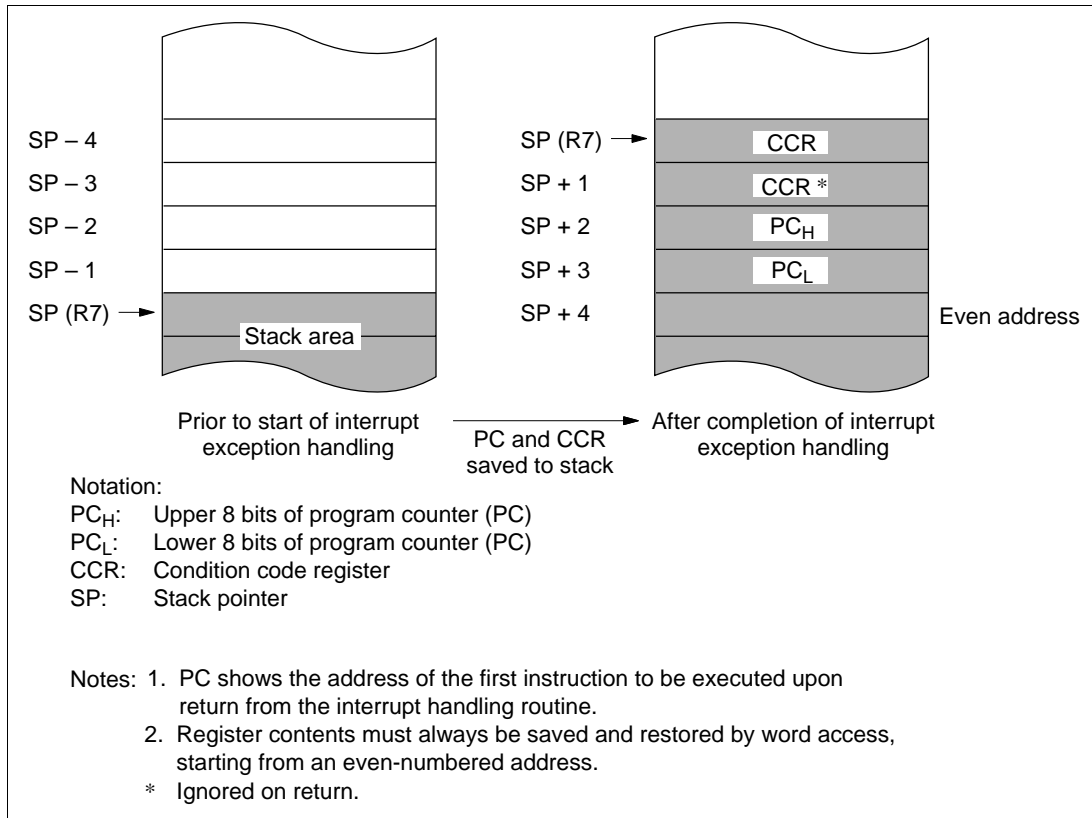 SP – 4
SP – 3
SP – 2
SP – 1
SP (R7)
Stack area
SP (R7)
SP + 1
SP + 2
SP + 3
SP + 4
CCR
CCR *
PCH
PCL
Even address
Prior to start of interrupt
exception handling
PC and CCR
saved to stack
After completion of interrupt
exception handling
Notation:
PCH: Upper 8 bits of program counter (PC)
PCL: Lower 8 bits of program counter (PC)
CCR: Condition code register
SP: Stack pointer
Notes: 1. PC shows the address of the first instruction to be executed upon
return from the interrupt handling routine.
2. Register contents must always be saved and restored by word access,
starting from an even-numbered address.
* Ignored on return.